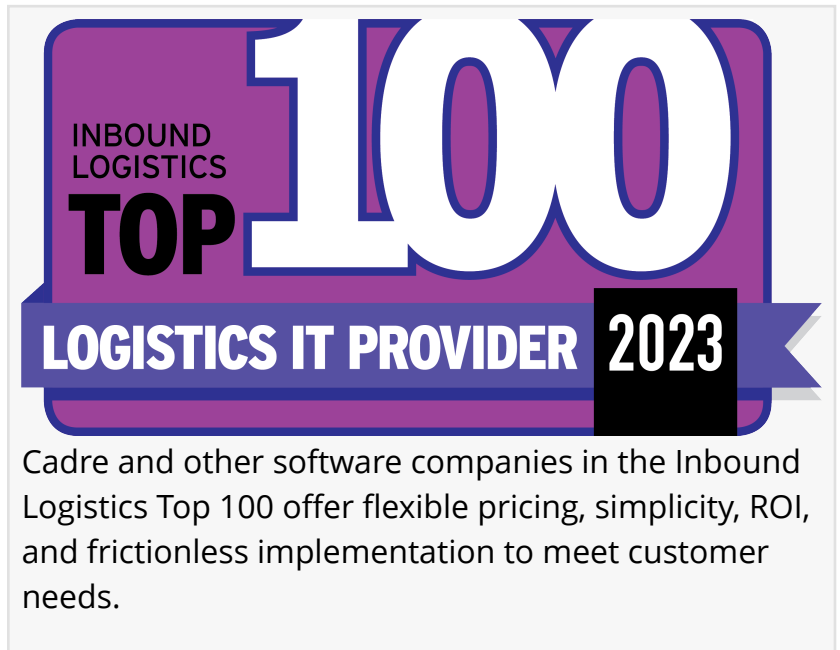 INBOUND
LOGISTICS
TOP 100
LOGISTICS IT PROVIDER 2023
Cadre and other software companies in the Inbound
Logistics Top 100 offer flexible pricing, simplicity, ROI,
and frictionless implementation to meet customer
needs.